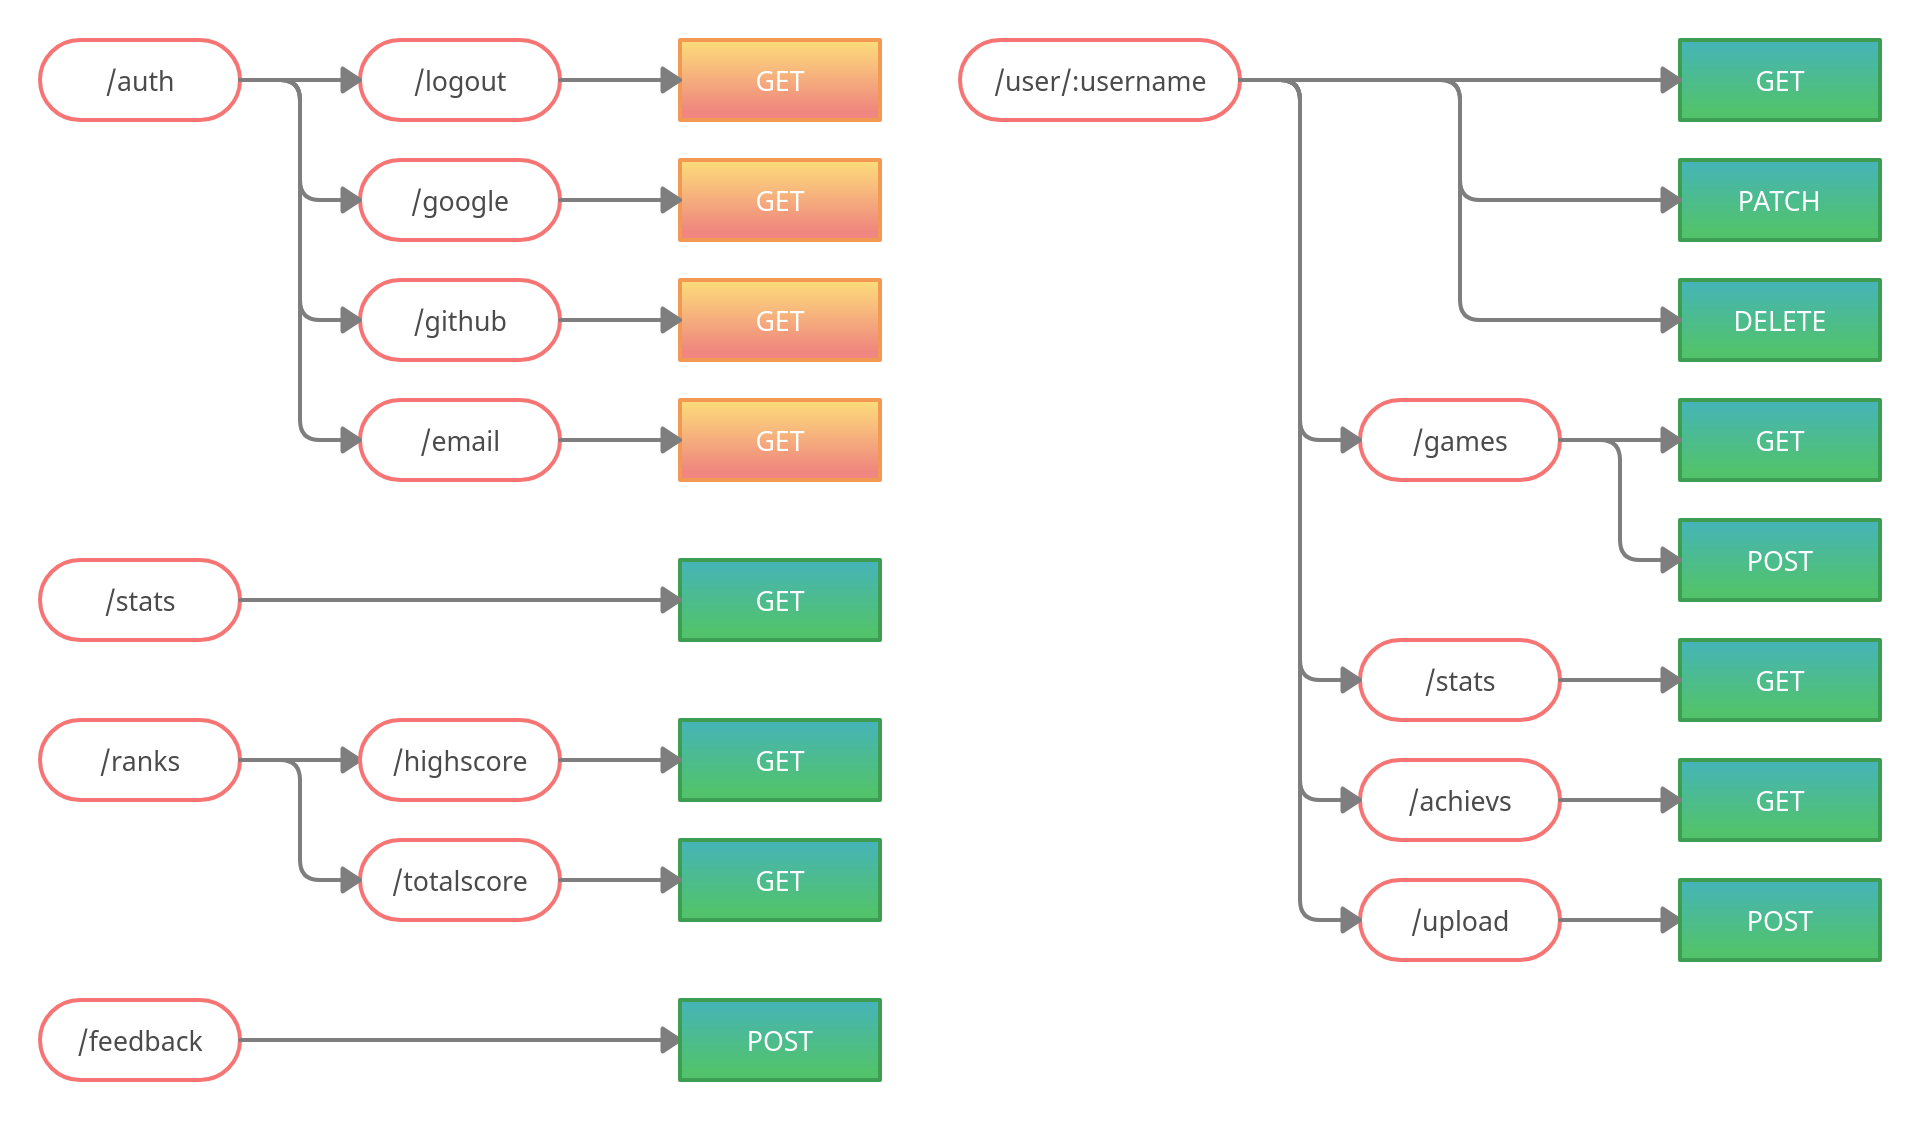 /auth
/logout
GET
/google
GET
/github
GET
/email
GET
/stats
GET
/ranks
/highscore
GET
/totalscore
GET
/feedback
POST
/user/:username
GET
PATCH
DELETE
/games
GET
POST
/stats
GET
/achievs
GET
/upload
POST